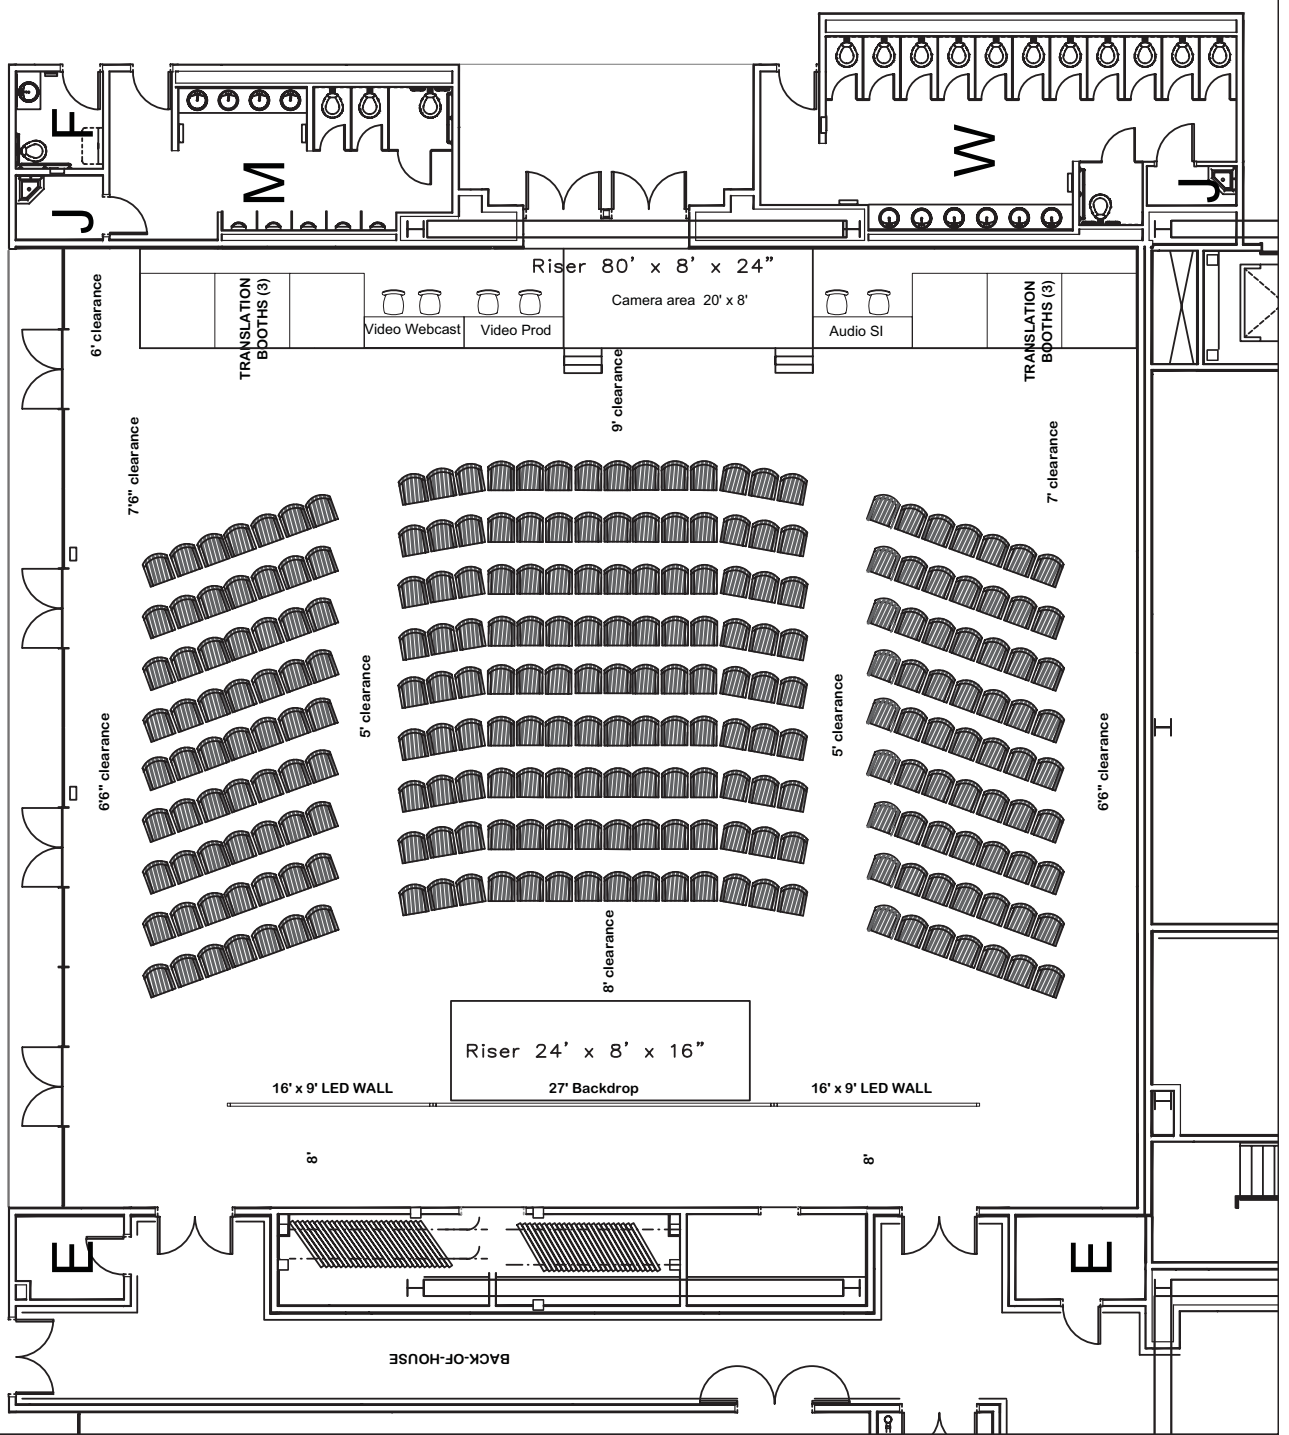 F
M
J
W
J
Riser 80' x 8' x 24”
Camera area 20' x 8'
6' clearance
TRANSLATION
BOOTHS (3)
Video Webcast
Video Prod
Audio SI
TRANSLATION
BOOTHS (3)
9' clearance
7'6" clearance
7' clearance
5' clearance
5' clearance
6'6" clearance
6'6" clearance
8' clearance
Riser 24' x 8' x 16”
16' x 9' LED WALL
27' Backdrop
16' x 9' LED WALL
8'
8'
E
E
BACK-OF-HOUSE